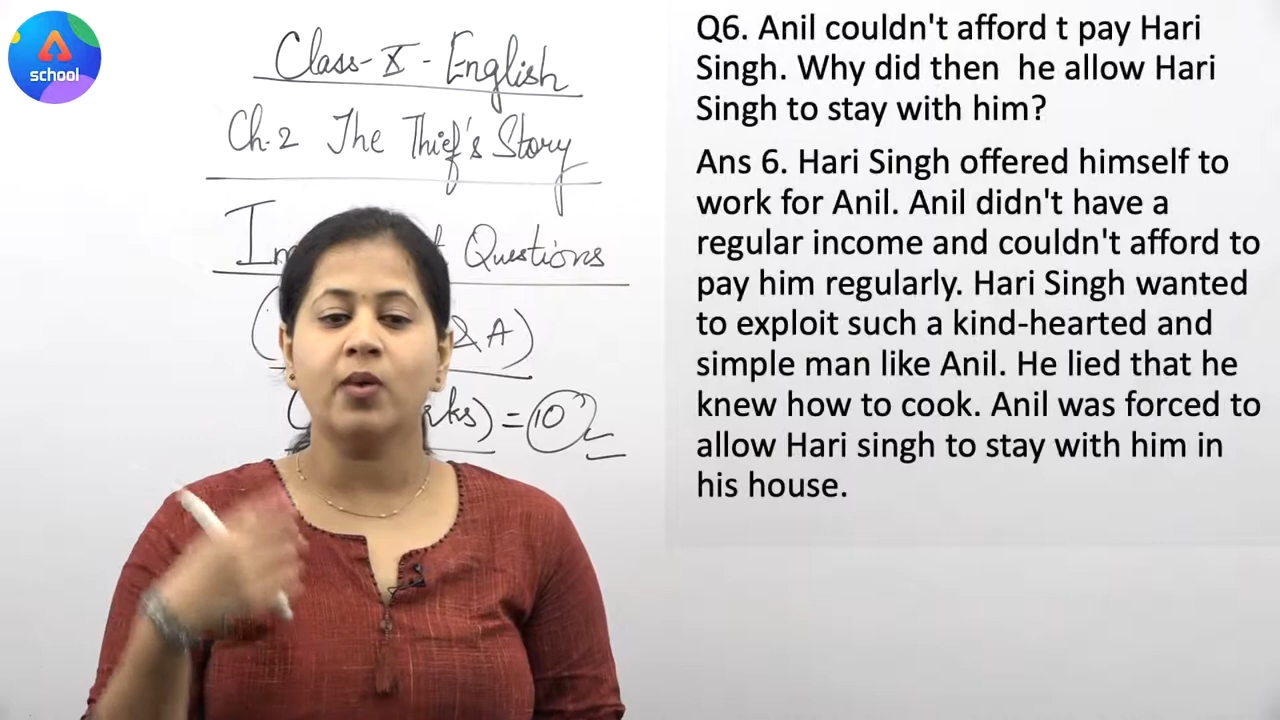 school
Class-X-English
Ch.2 The Thief's Story
Questions
& A)
= 10
Q6. Anil couldn't afford t pay Hari
Singh. Why did then he allow Hari
Singh to stay with him?
Ans 6. Hari Singh offered himself to
work for Anil. Anil didn't have a
regular income and couldn't afford to
pay him regularly. Hari Singh wanted
to exploit such a kind-hearted and
simple man like Anil. He lied that he
knew how to cook. Anil was forced to
allow Hari singh to stay with him in
his house.